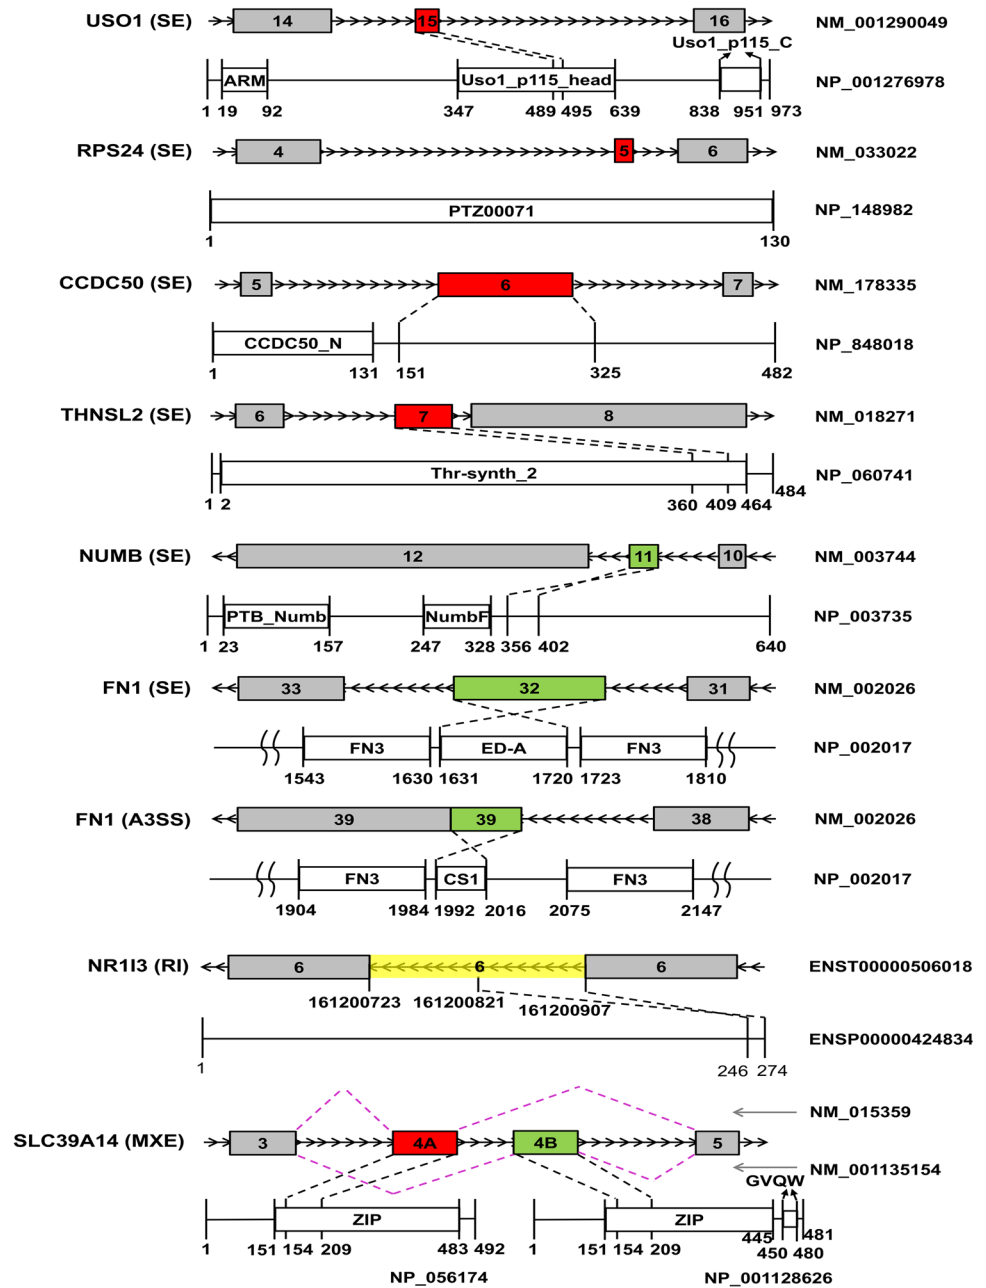 USO1 (SE) 14 15 16 NM_001290049
Uso1_p115_C
ARM Uso1_p115_head NP_001276978
1 19 92 347 489 495 639 838 951 973
RPS24 (SE) 4 5 6 NM_033022
PTZ00071 NP_148982
1 130
CCDC50 (SE) 5 6 7 NM_178335
CCDC50_N NP_848018
1 131 151 325 482
THNSL2 (SE) 6 7 8 NM_018271
Thr-synth_2 NP_060741
1 2 360 409 464 484
NUMB (SE) 12 11 10 NM_003744
PTB_Numb NumbF NP_003735
1 23 157 247 328 356 402 640
FN1 (SE) 33 32 31 NM_002026
FN3 ED-A FN3 NP_002017
1543 1630 1631 1720 1723 1810
FN1 (A3SS) 39 39 38 NM_002026
FN3 CS1 FN3 NP_002017
1904 1984 1992 2016 2075 2147
NR1I3 (RI) 6 6 6 ENST00000506018
161200723 161200821 161200907
ENSP00000424834
1 246 274
NM_015359
SLC39A14 (MXE) 3 4A 4B 5
NM_001135154
GVQW
ZIP ZIP
1 151 154 209 483 492 1 151 154 209 445 450 480 481
NP_056174 NP_001128626